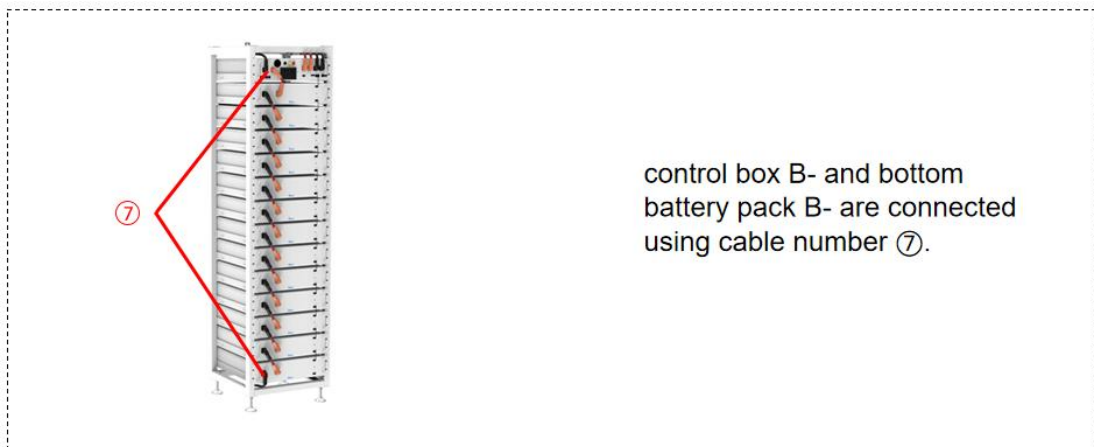 ⑦
control box B- and bottom
battery pack B- are connected
using cable number ⑦.